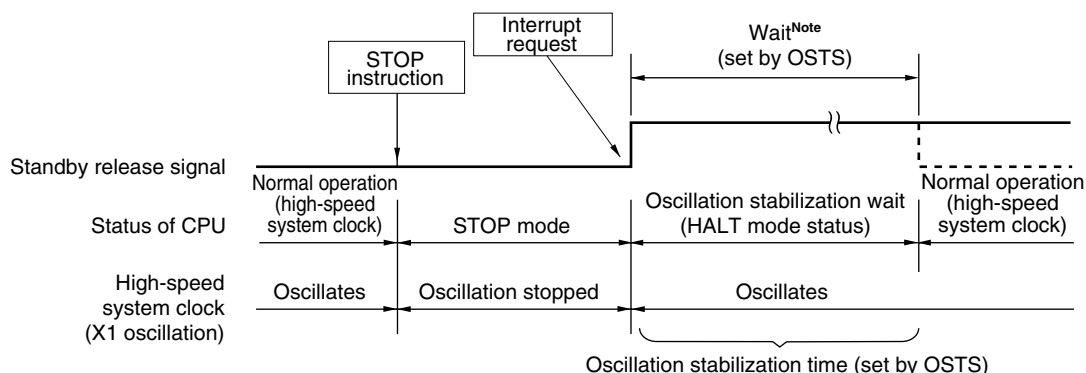 Interrupt
request
Wait^Note
(set by OSTS)
STOP
instruction
Standby release signal
Normal operation
(high-speed
system clock)
Oscillation stabilization wait
(HALT mode status)
Normal operation
(high-speed
system clock)
Status of CPU
STOP mode
High-speed
system clock
(X1 oscillation)
Oscillates
Oscillation stopped
Oscillates
Oscillation stabilization time (set by OSTS)